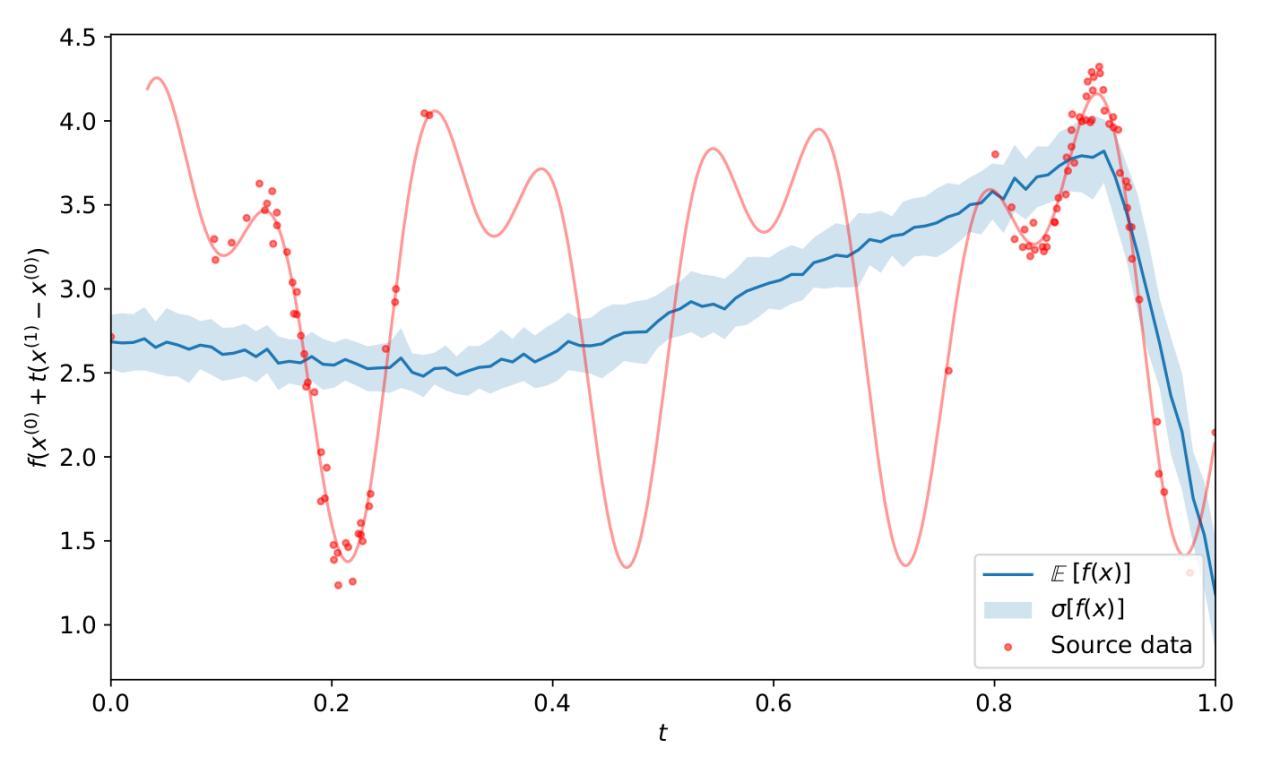 4.5
4.0
3.5
3.0
2.5
2.0
1.5
1.0
f(x⁽⁰⁾ + t(x⁽¹⁾ − x⁽⁰⁾)
0.0 0.2 0.4 0.6 0.8 1.0
t
𝔼 [f(x)]
σ[f(x)]
Source data